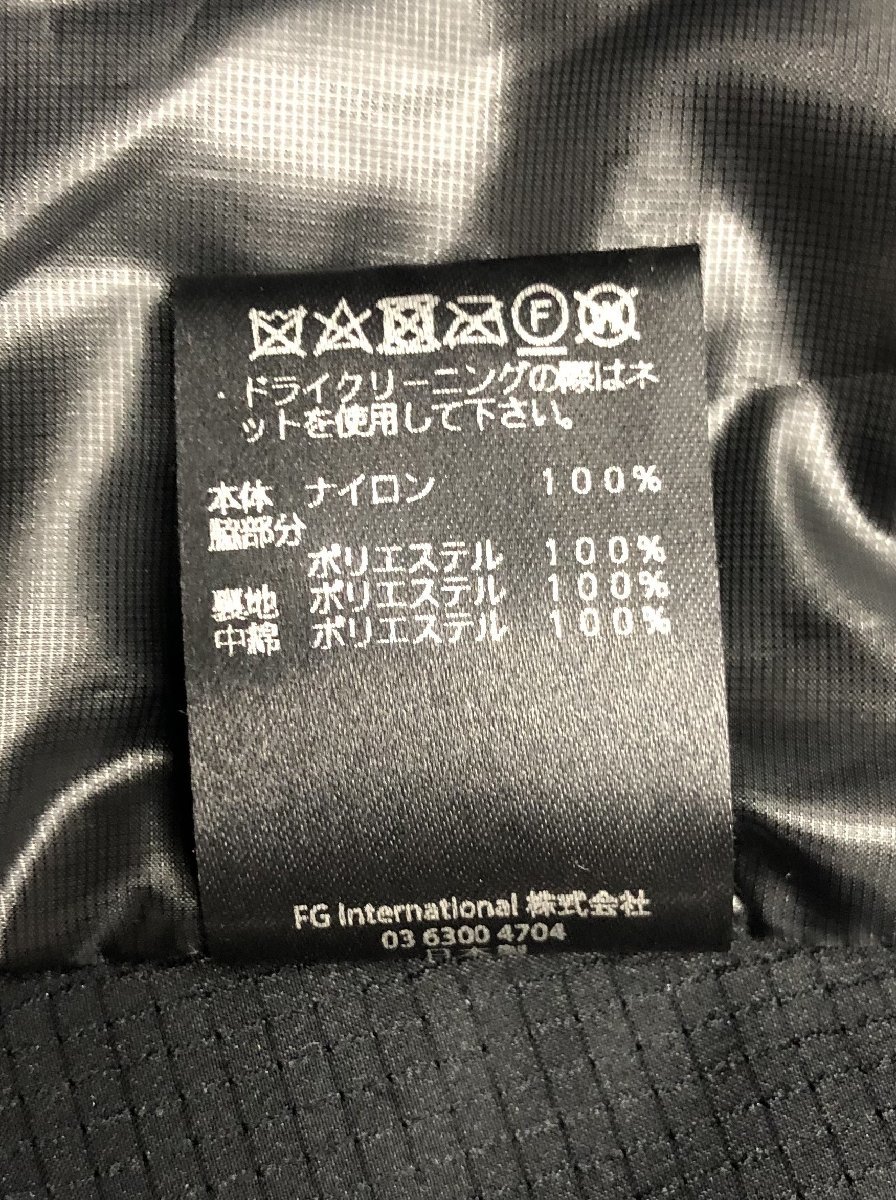 F W
ドライクリーニングの際はネ
ットを使用して下さい。
本体 ナイロン 100%
脇部分
ポリエステル 100%
裏地 ポリエステル 100%
中綿 ポリエステル 100%
FG International 株式会社
03 6300 4704
日本製